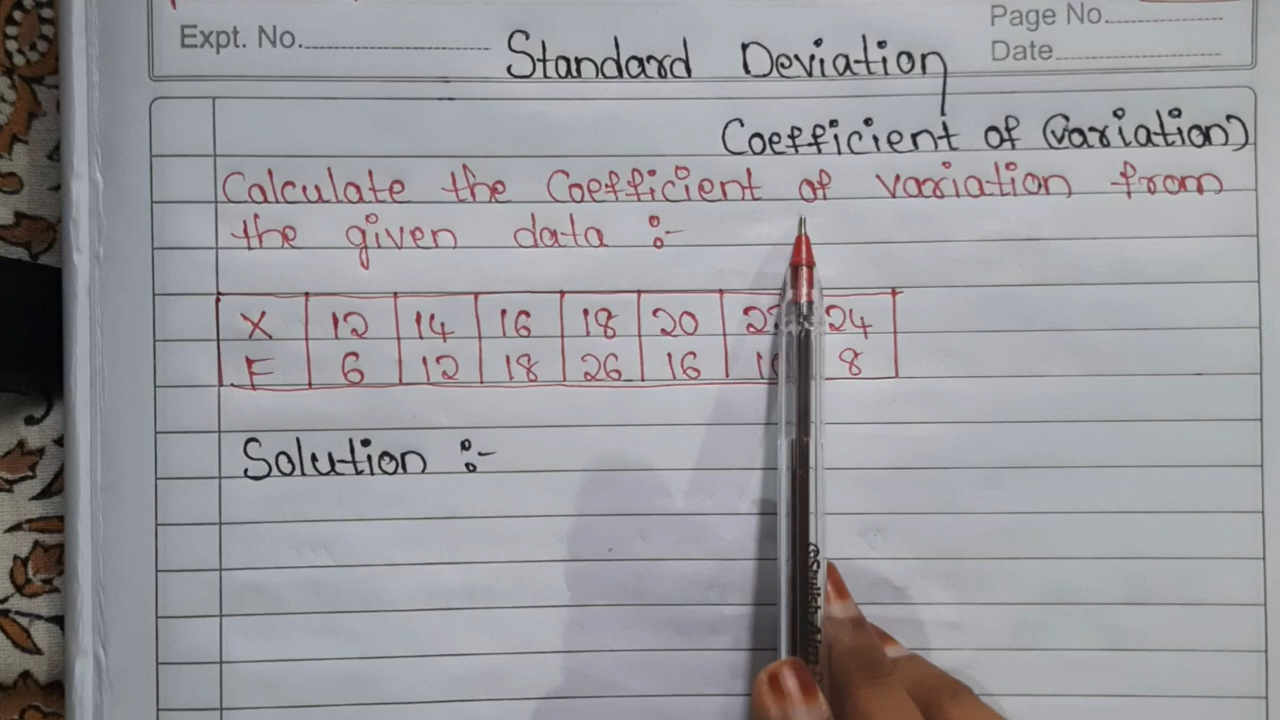 Page No.
Expt. No.
Date
Standard Deviation
Coefficient of (variation)
Calculate the Coefficient of variation from
the given data :-
X 12 14 16 18 20 24
F 6 12 18 26 16 8
Solution :-